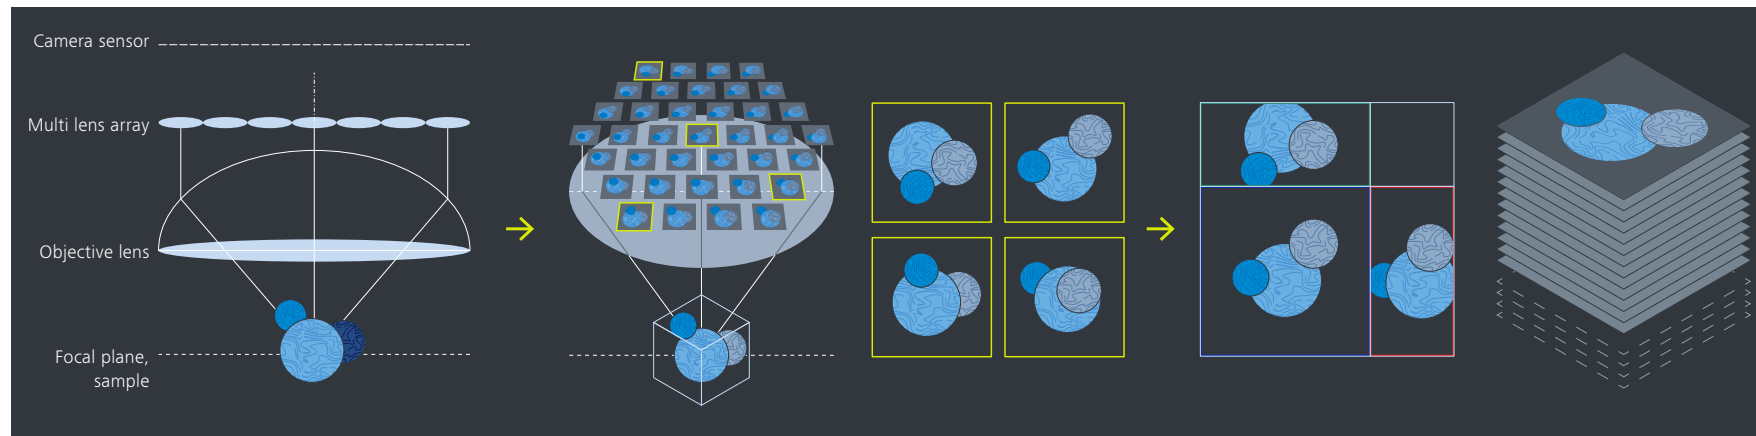 Camera sensor
Multi lens array
Objective lens
Focal plane,
sample